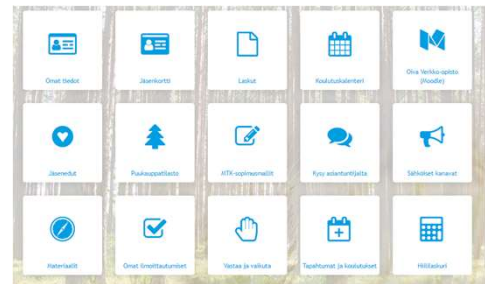 Omat tiedot
Jäsenkortti
Laskut
Koulutuskalenteri
Oiva Verkko-opisto
(Moodle)
Jäsenedut
Puukauppatilasto
MTK-sopimusmallit
Kysy asiantuntijalta
Sähköiset kanavat
Materiaalit
Omat ilmoittautumiset
Vastaa ja vaikuta
Tapahtumat ja koulutukset
Hiililaskuri